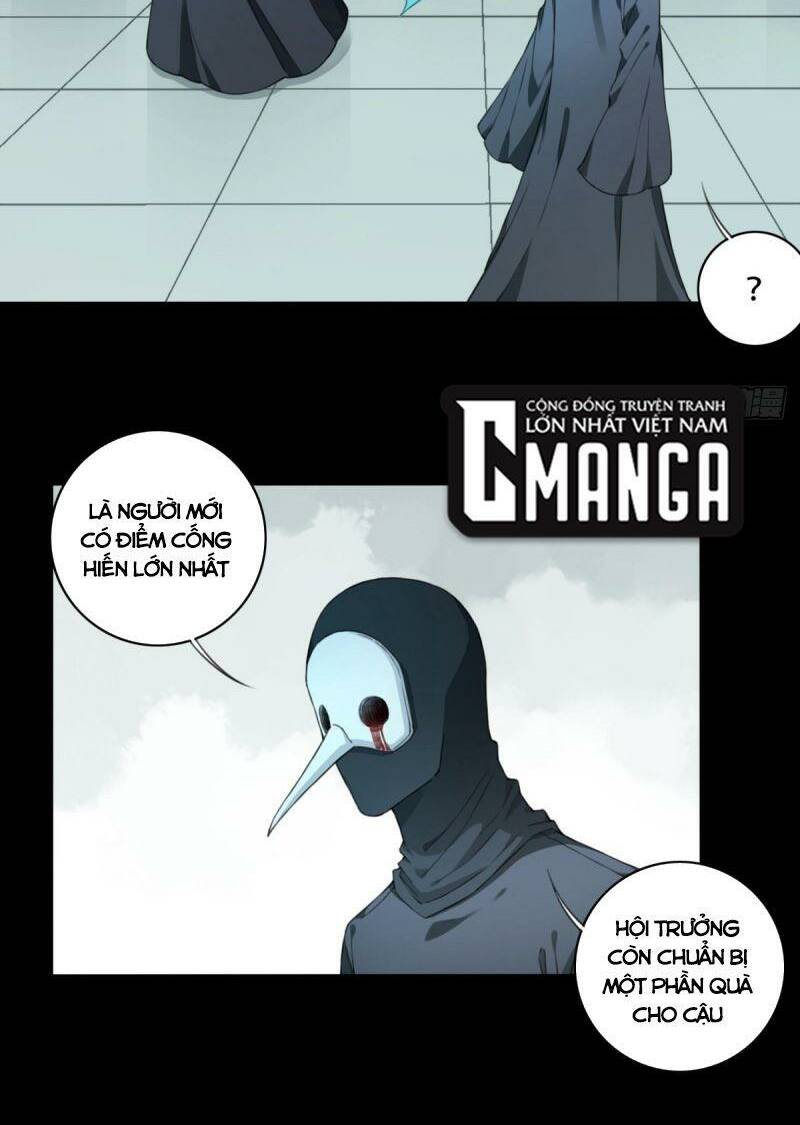 ?
CỘNG ĐỒNG TRUYỆN TRANH
LỚN NHẤT VIỆT NAM
CMANGA
LÀ NGƯỜI MỚI
CÓ ĐIỂM CỐNG
HIẾN LỚN NHẤT
HỘI TRƯỞNG
CÒN CHUẨN BỊ
MỘT PHẦN QUÀ
CHO CẬU